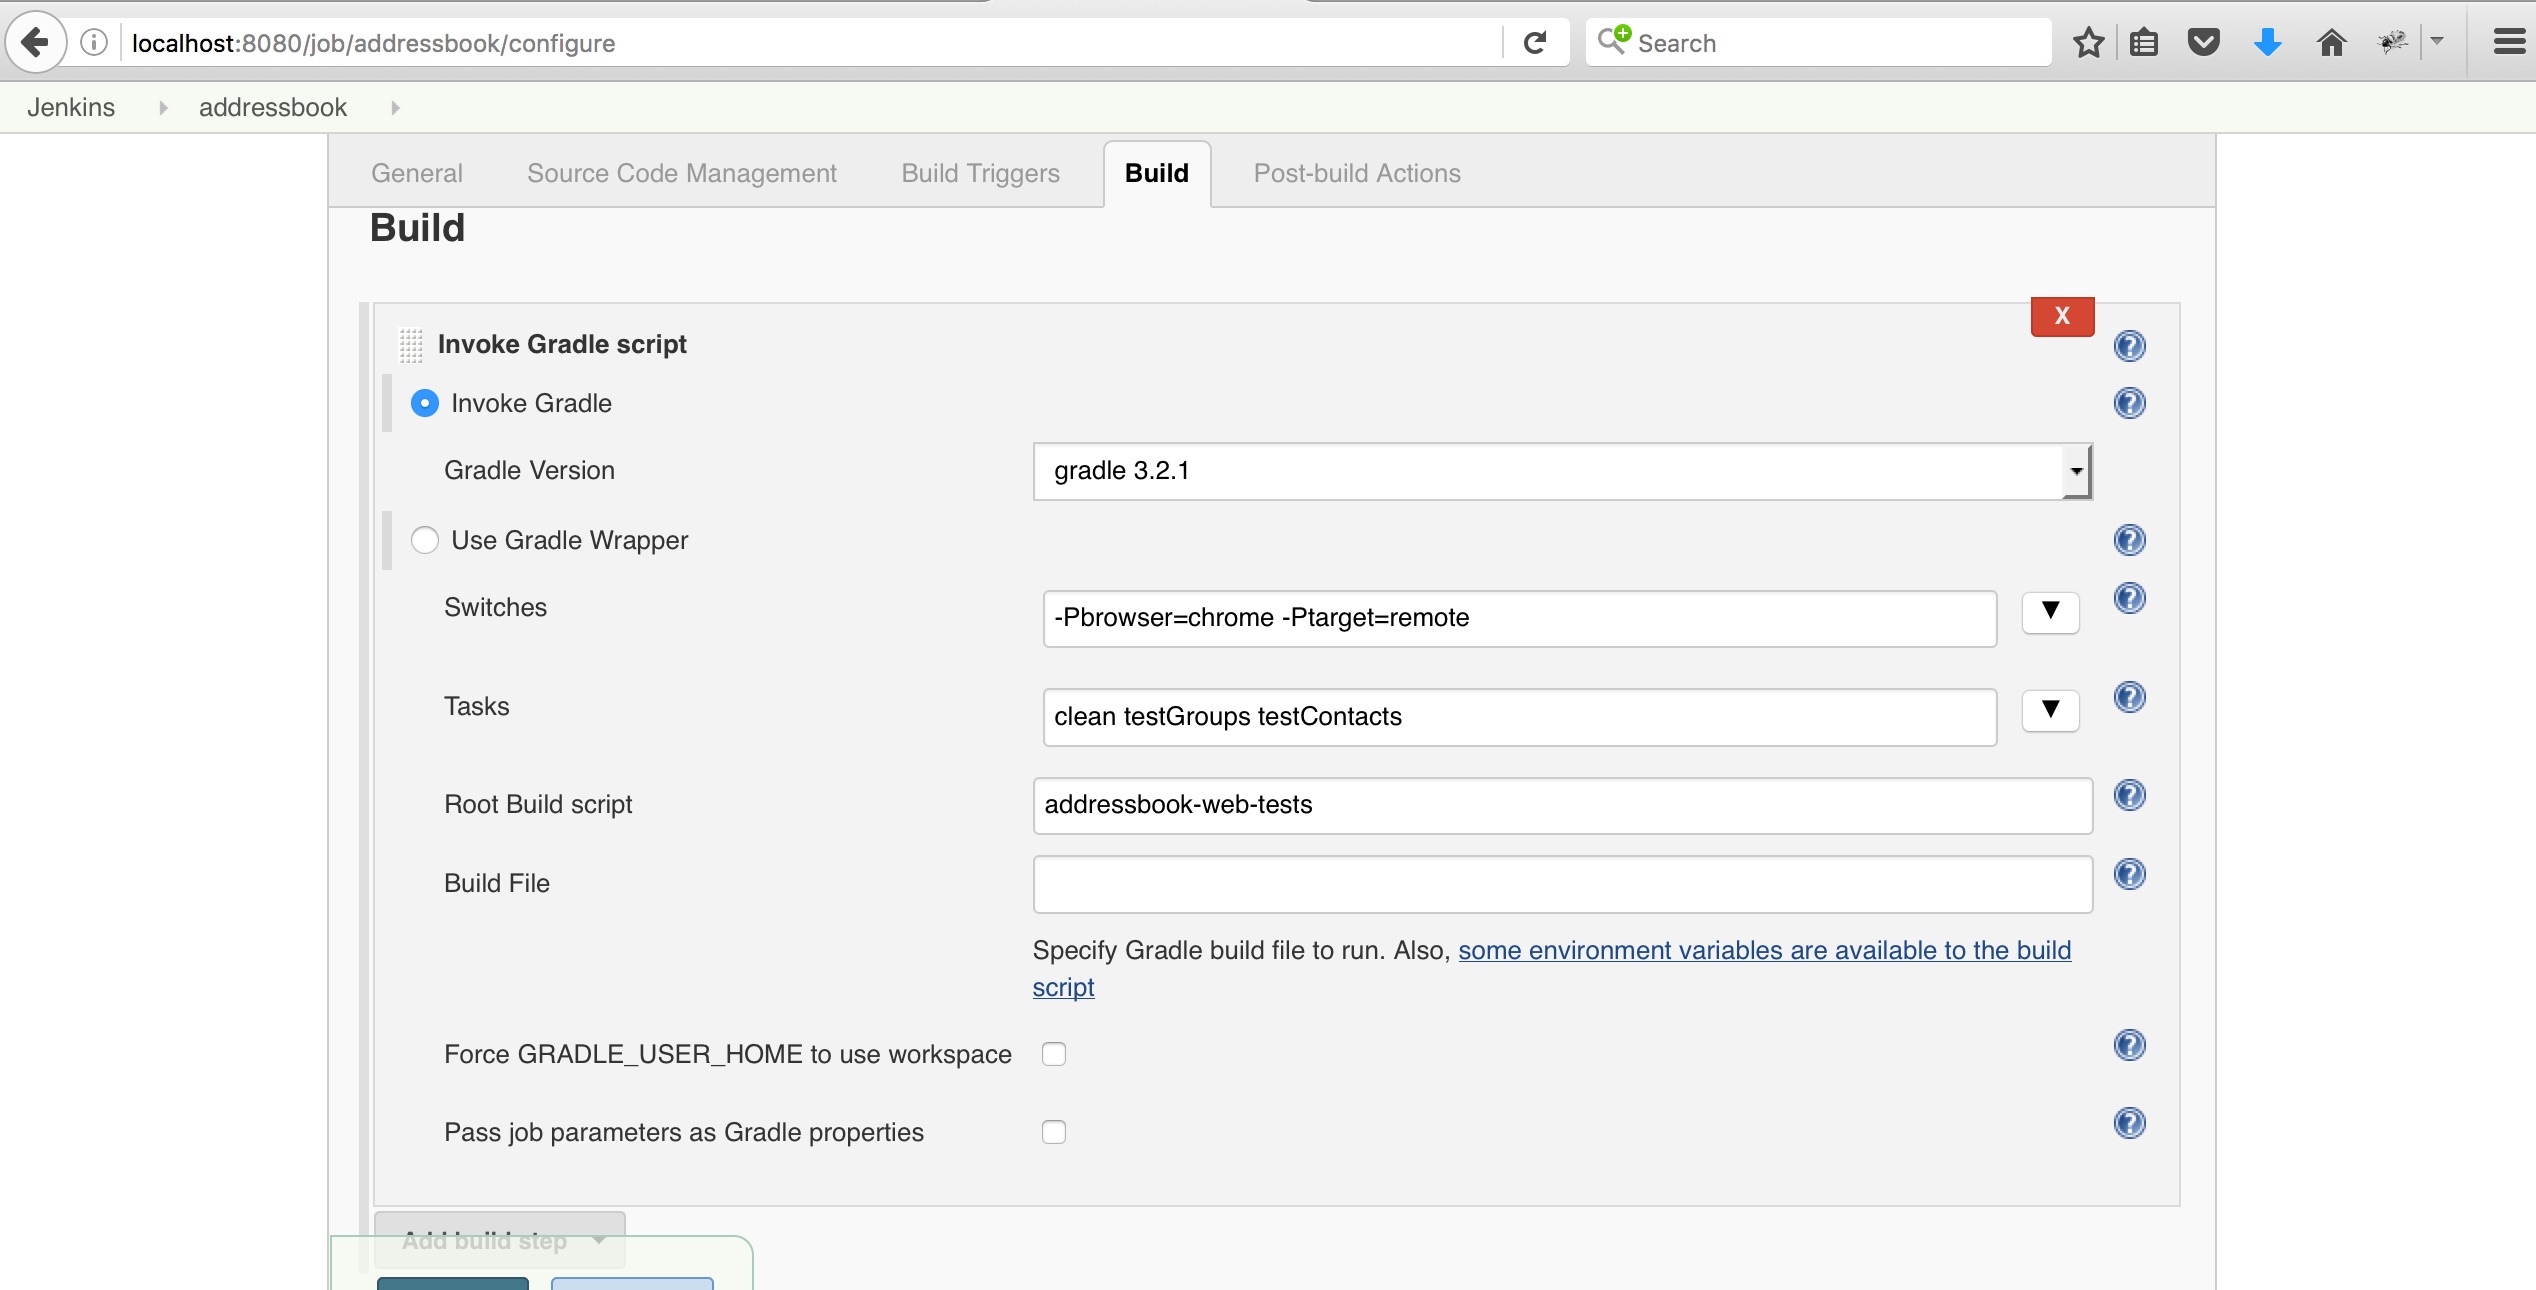 localhost:8080/job/addressbook/configure
Search
Jenkins addressbook
General Source Code Management Build Triggers Build Post-build Actions
Build
X
Invoke Gradle script
Invoke Gradle
Gradle Version gradle 3.2.1
Use Gradle Wrapper
Switches -Pbrowser=chrome -Ptarget=remote
Tasks clean testGroups testContacts
Root Build script addressbook-web-tests
Build File
Specify Gradle build file to run. Also, some environment variables are available to the build
script
Force GRADLE_USER_HOME to use workspace
Pass job parameters as Gradle properties
Add build step